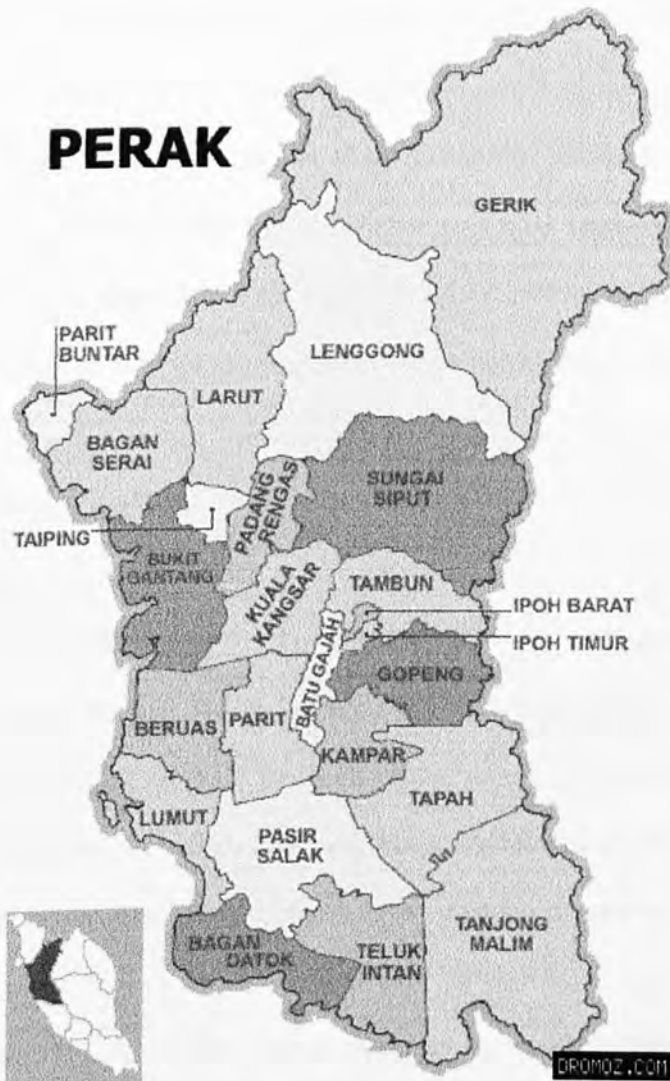 PERAK
GERIK
PARIT
BUNTAR
LENGGONG
LARUT
BAGAN
SERAI
SUNGAI
SIPUT
PADANG
RENGAS
TAIPING
BUKIT
GANTANG
KUALA
KANGSAR
TAMBUN
IPOH BARAT
IPOH TIMUR
BATU GAJAH
GOPENG
BERUAS
PARIT
KAMPAR
TAPAH
LUMUT
PASIR
SALAK
TANJONG
MALIM
BAGAN
DATOK
TELUK
INTAN
DROMOZ.COM